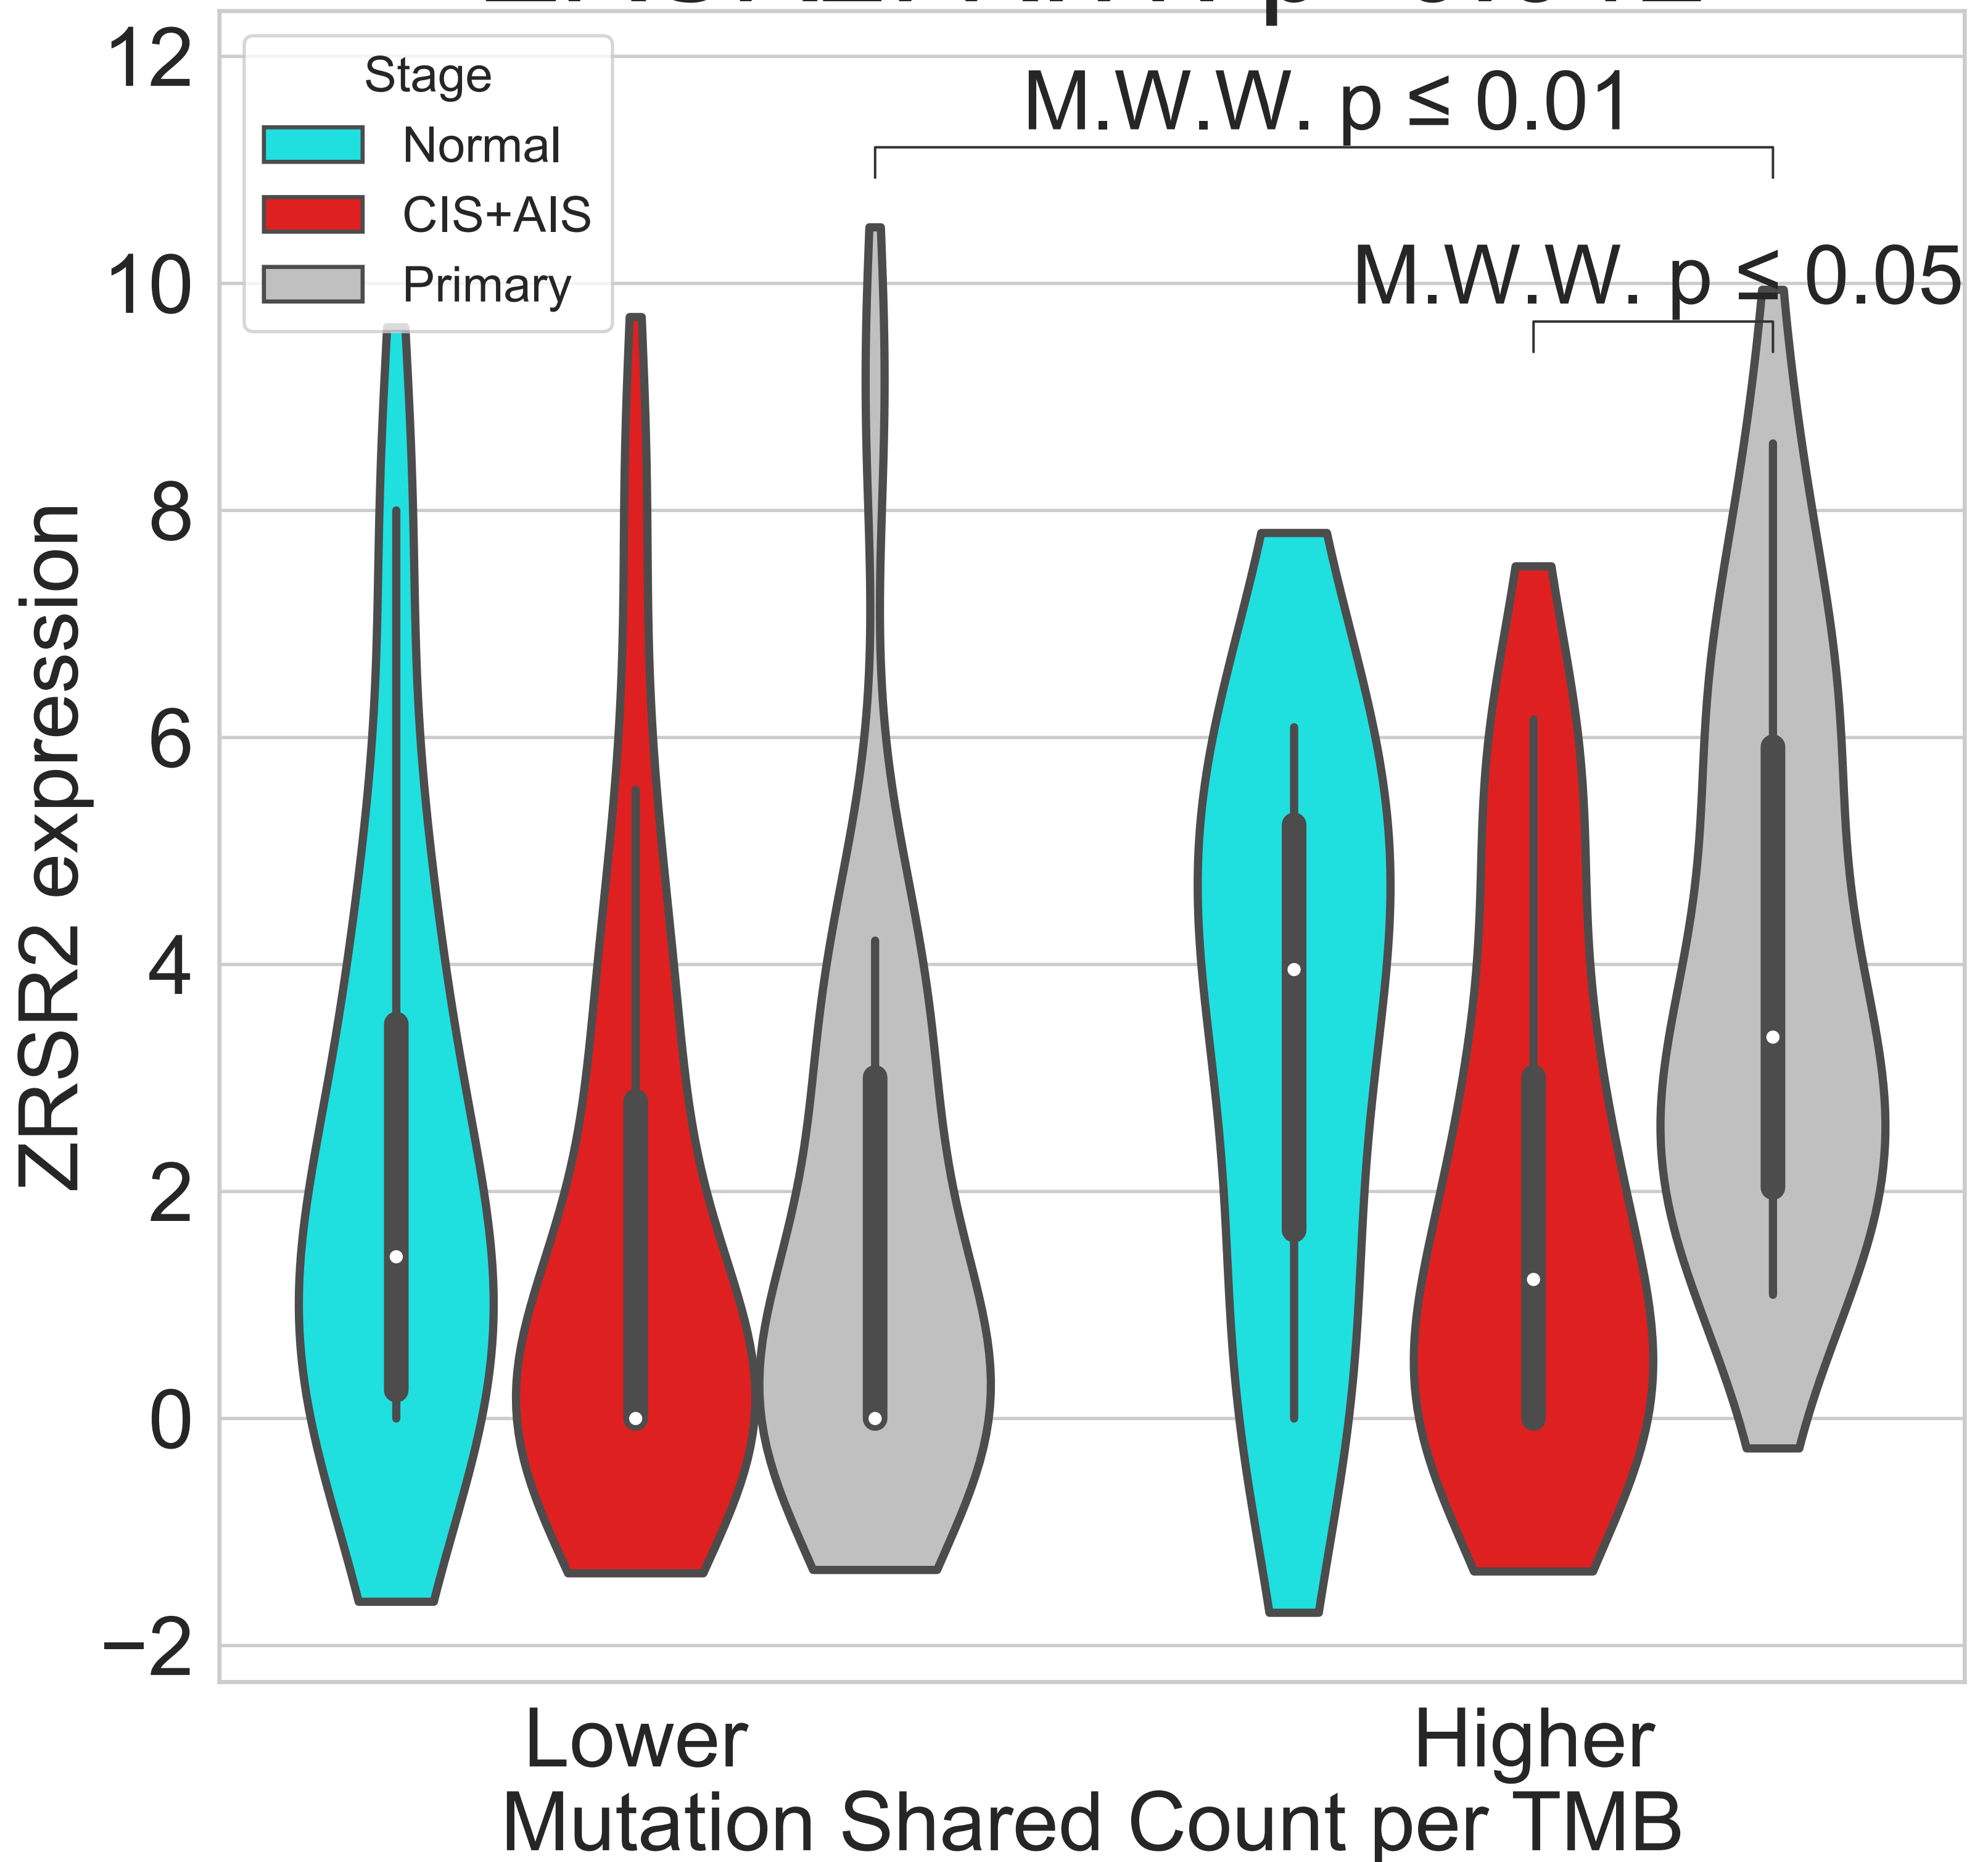 12
10
8
6
4
2
0
−2
ZRSR2 expression
Stage
Normal
CIS+AIS
Primary
M.W.W. p ≤ 0.01
M.W.W. p ≤ 0.05
Lower
Higher
Mutation Shared Count per TMB